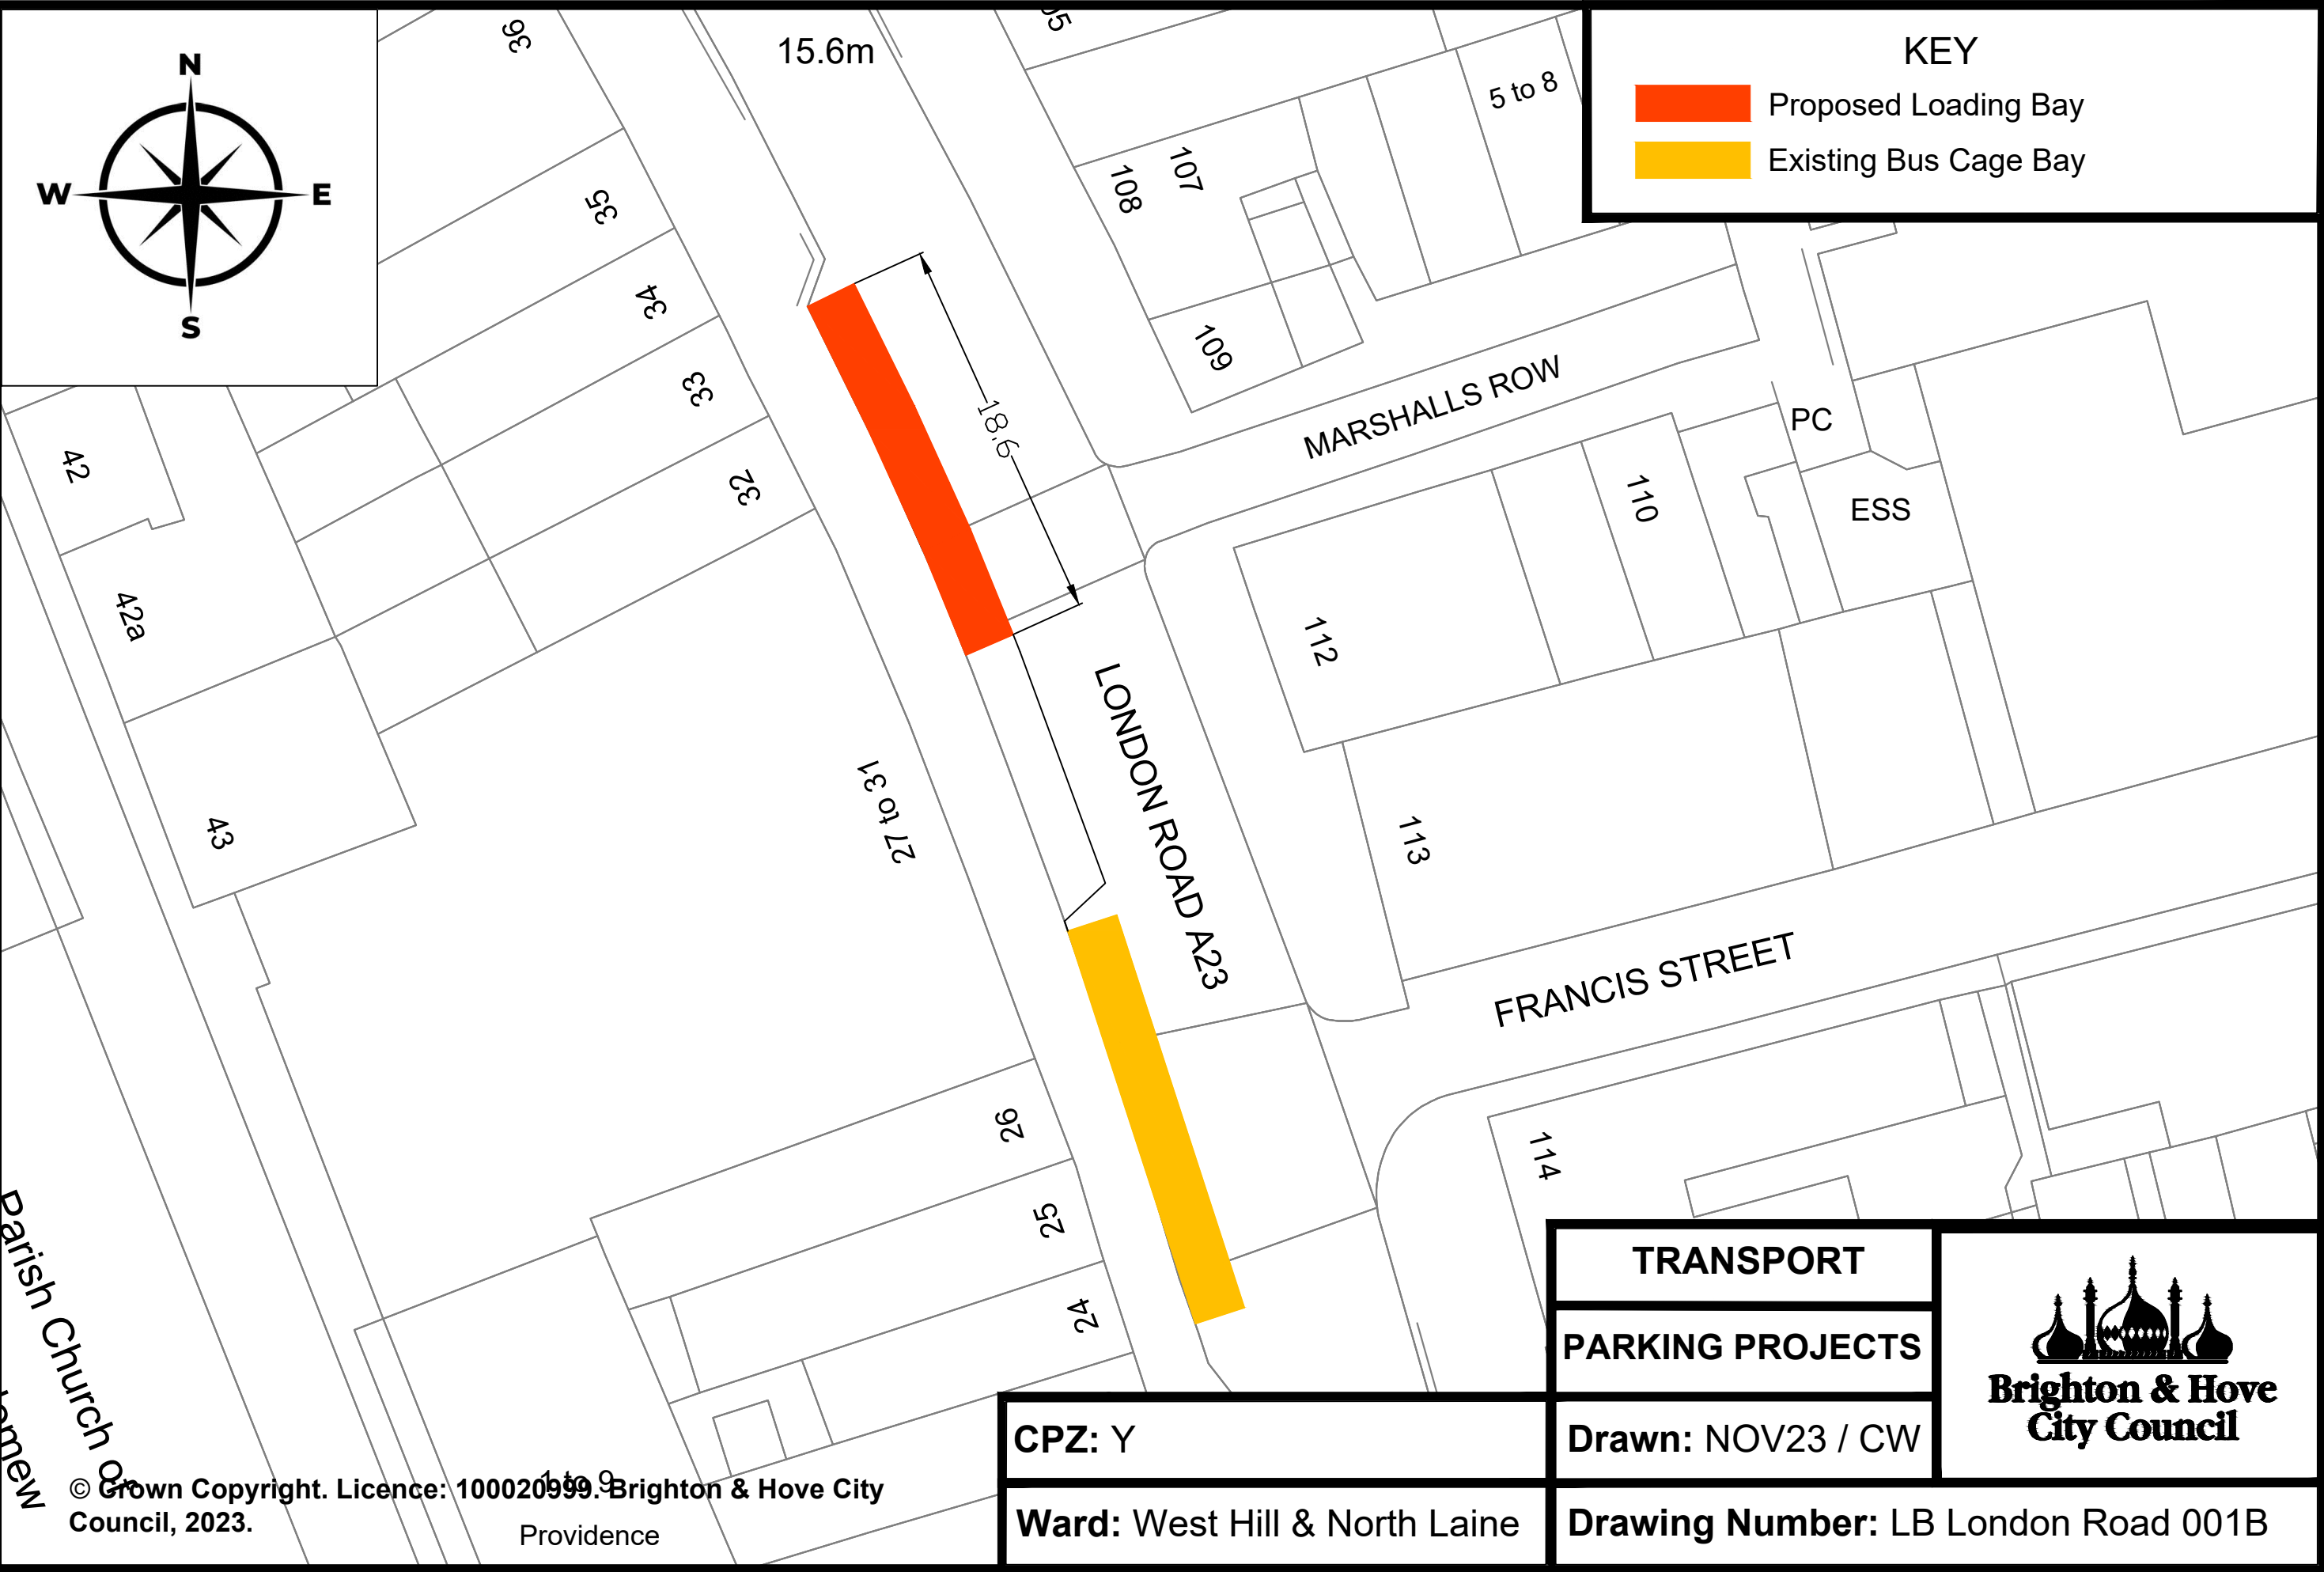 N
W
E
S
36
15.6m
05
5 to 8
KEY
Proposed Loading Bay
Existing Bus Cage Bay
35
34
33
32
108
107
109
18.6
MARSHALLS ROW
PC
ESS
110
112
113
42
42a
43
27 to 31
LONDON ROAD A23
FRANCIS STREET
26
25
24
114
Parish Church of
omew
1 to 9
Providence
© Crown Copyright. Licence: 100020999. Brighton & Hove City
Council, 2023.
TRANSPORT
PARKING PROJECTS
CPZ: Y
Drawn: NOV23 / CW
Ward: West Hill & North Laine
Drawing Number: LB London Road 001B
Brighton & Hove
City Council